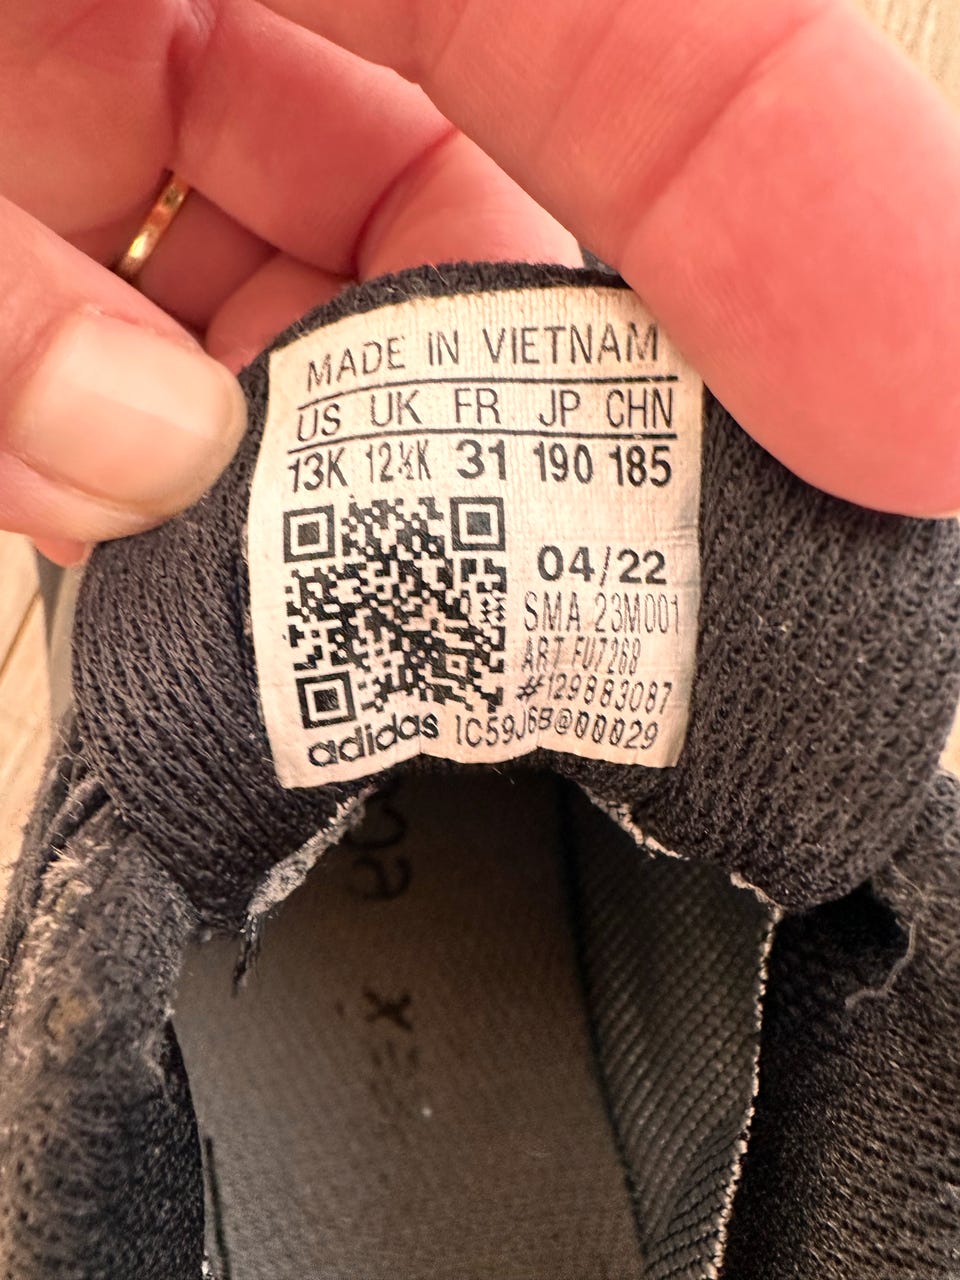 MADE IN VIETNAM
US UK FR JP CHN
13K 12½K 31 190 185
04/22
SMA 23M001
ART FU7268
#129883087
adidas IC59J6B@00029